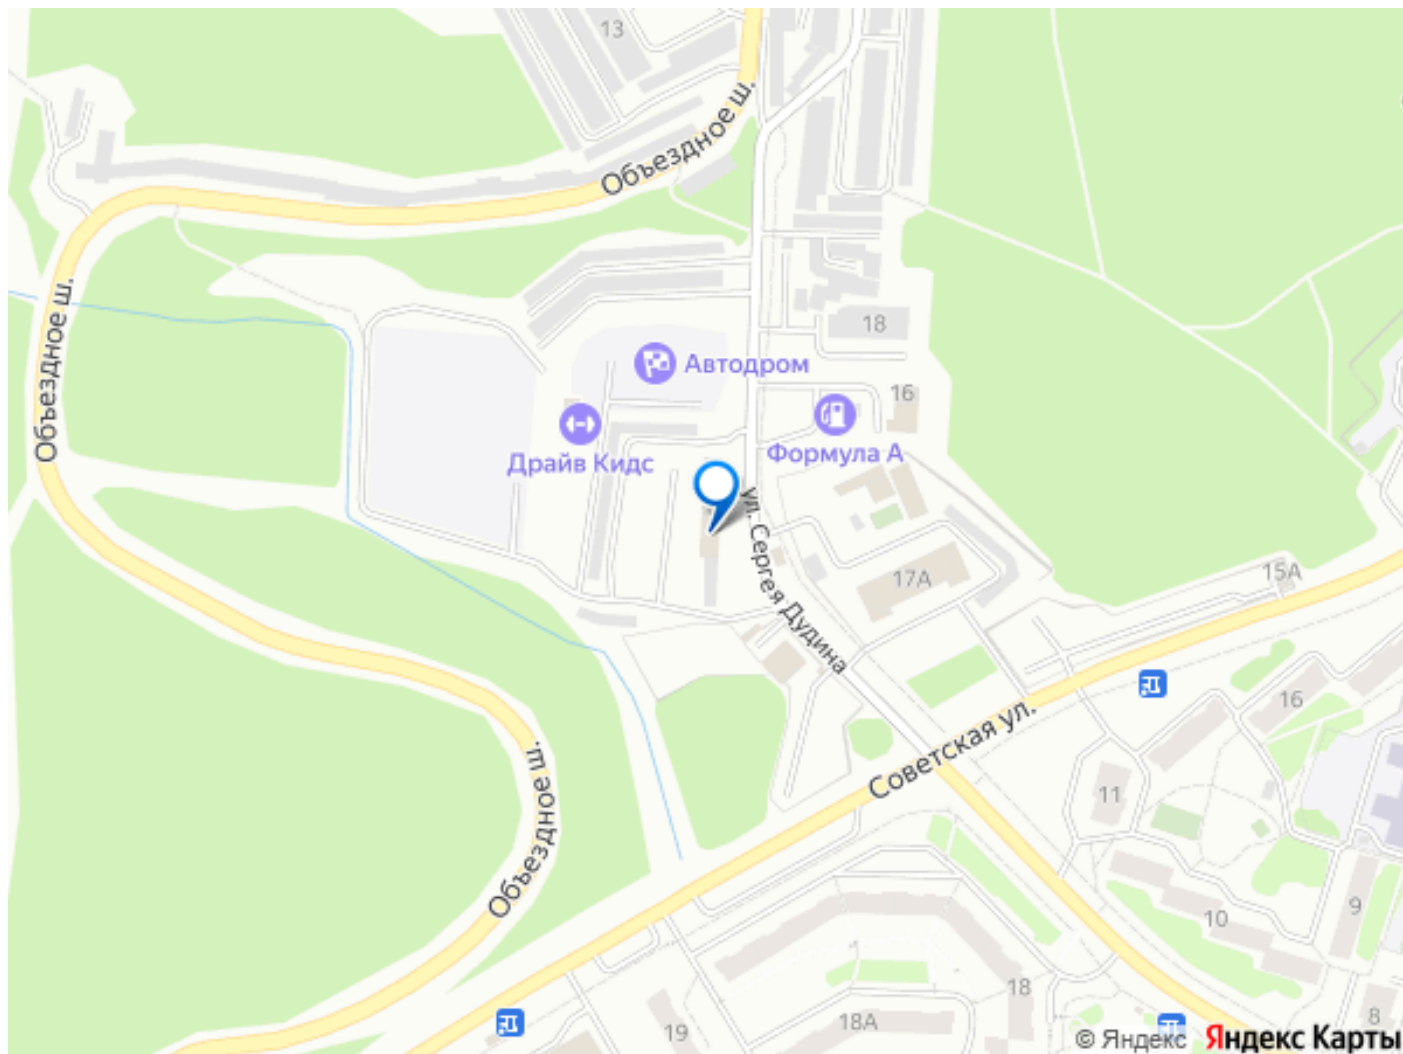 13
Объездное ш.
Объездное ш.
18
Автодром
16
Драйв Кидс
Формула А
ул. Сергея Дудина
17А
15А
16
Советская ул.
11
Объездное ш.
9
10
18
18А
19
8
© Яндекс Яндекс Карты